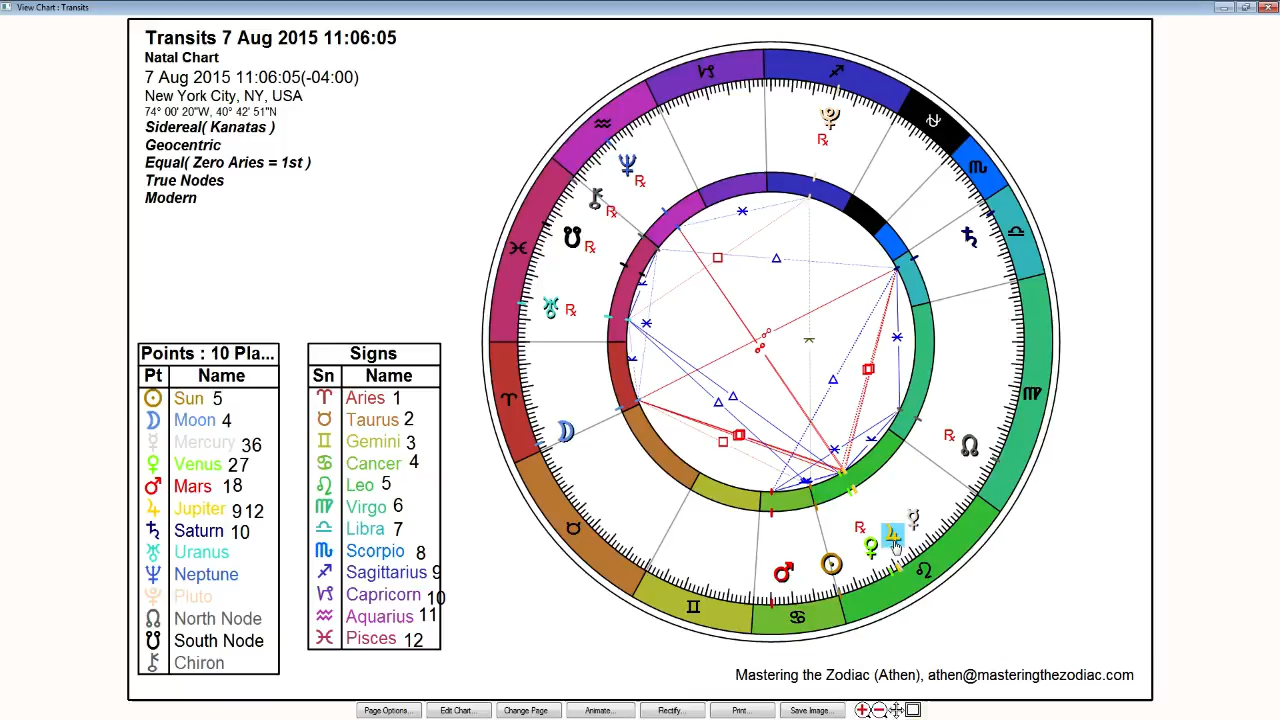 View Chart : Transits
Transits 7 Aug 2015 11:06:05
Natal Chart
7 Aug 2015 11:06:05(-04:00)
New York City, NY, USA
74° 00' 20"W, 40° 42' 51"N
Sidereal( Kanatas )
Geocentric
Equal( Zero Aries = 1st )
True Nodes
Modern
Points : 10 Pla...
Pt Name
☉ Sun 5
☽ Moon 4
☿ Mercury 36
♀ Venus 27
♂ Mars 18
♃ Jupiter 9 12
♄ Saturn 10
♅ Uranus
♆ Neptune
Pluto
☊ North Node
☋ South Node
⚷ Chiron
Signs
Sn Name
♈ Aries 1
♉ Taurus 2
♊ Gemini 3
♋ Cancer 4
♌ Leo 5
♍ Virgo 6
♎ Libra 7
♏ Scorpio 8
♐ Sagittarius 9
♑ Capricorn 10
♒ Aquarius 11
♓ Pisces 12
Mastering the Zodiac (Athen), athen@masteringthezodiac.com
Page Options... Edit Chart... Change Page Animate... Rectify... Print... Save Image...